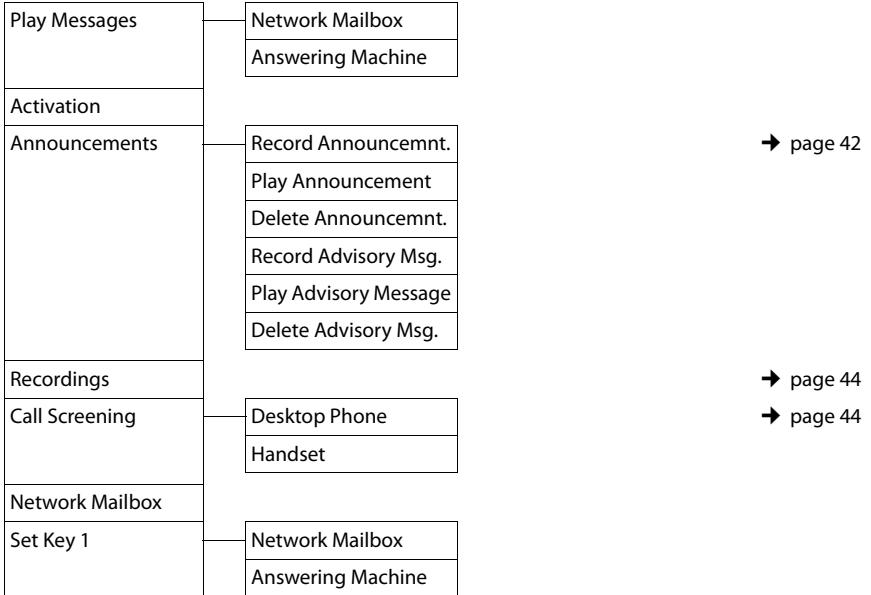 Play Messages Network Mailbox
Answering Machine
Activation
Announcements Record Announcemnt. ➔ page 42
Play Announcement
Delete Announcemnt.
Record Advisory Msg.
Play Advisory Message
Delete Advisory Msg.
Recordings ➔ page 44
Call Screening Desktop Phone ➔ page 44
Handset
Network Mailbox
Set Key 1 Network Mailbox
Answering Machine